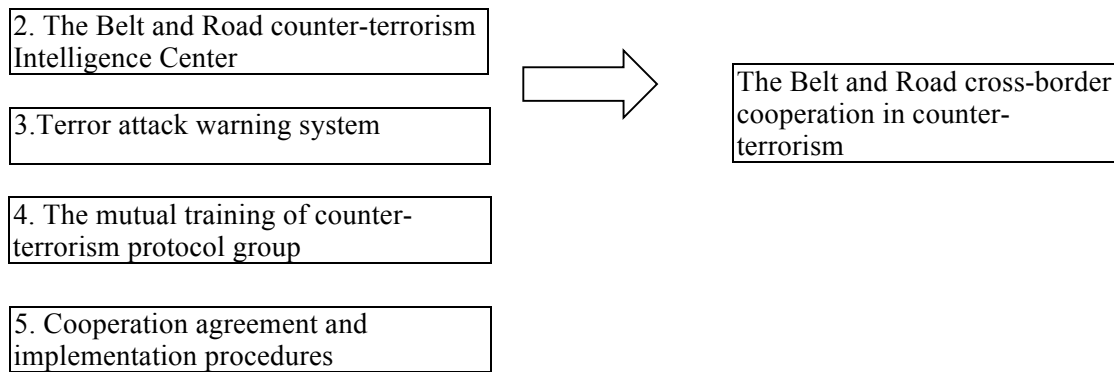 2. The Belt and Road counter-terrorism
Intelligence Center
3.Terror attack warning system
4. The mutual training of counter-
terrorism protocol group
5. Cooperation agreement and
implementation procedures
The Belt and Road cross-border
cooperation in counter-
terrorism